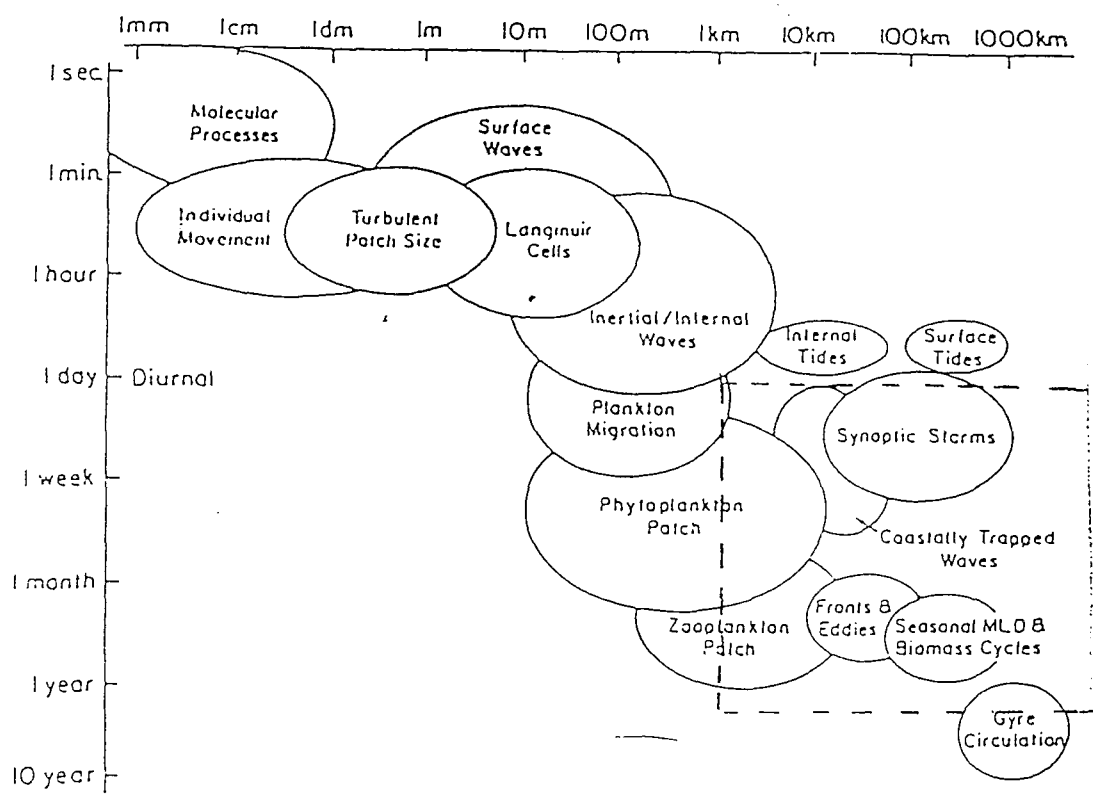 1mm 1cm 1dm 1m 10m 100m 1km 10km 100km 1000km
1 sec
1 min
1 hour
1 day
1 week
1 month
1 year
10 year
Molecular
Processes
Surface
Waves
Individual
Movement
Turbulent
Patch Size
Langmuir
Cells
Inertial/Internal
Waves
Internal
Tides
Surface
Tides
Diurnal
Plankton
Migration
Synoptic Storms
Phytoplankton
Patch
Coastally Trapped
Waves
Zooplankton
Patch
Fronts &
Eddies
Seasonal MLD &
Biomass Cycles
Gyre
Circulation